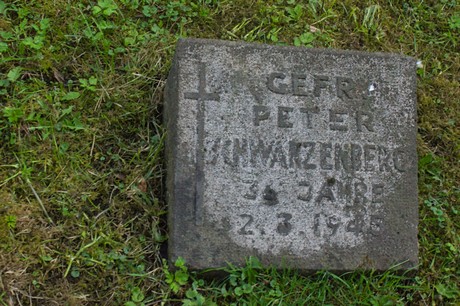 GEFR.
PETER
SCHWARZENBERG
JAHRE
2.3.1945